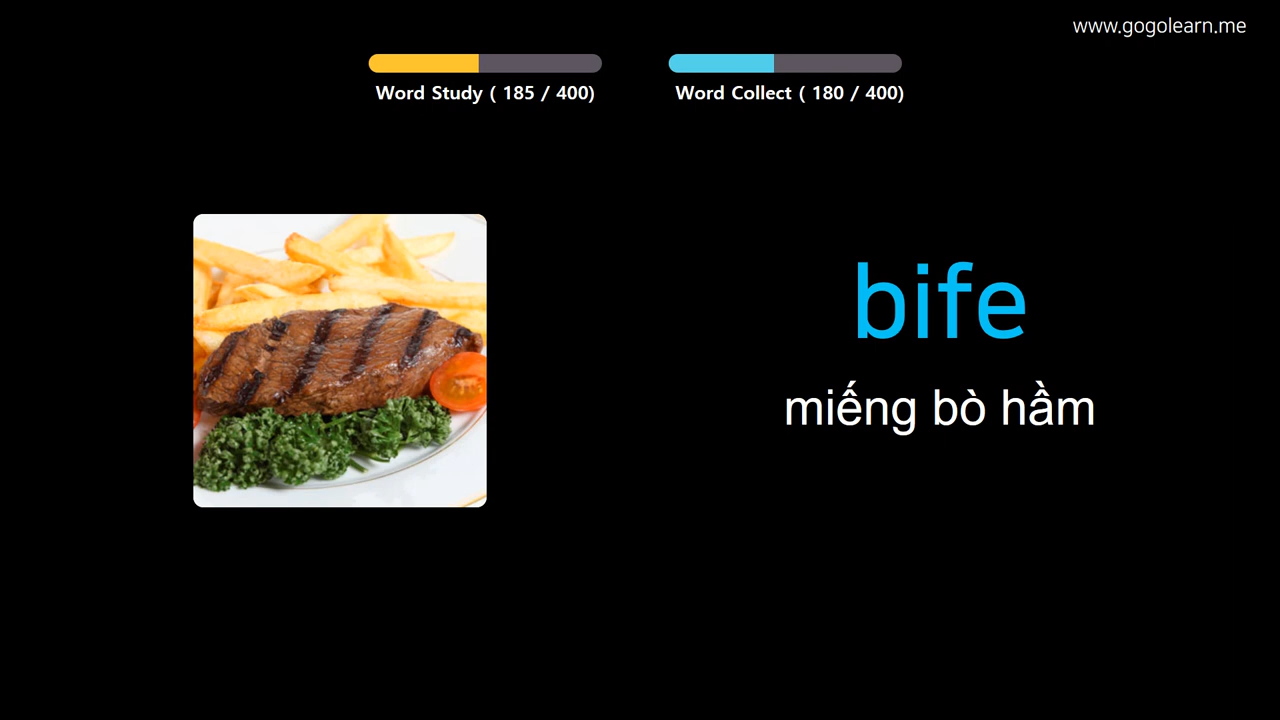 www.gogolearn.me
Word Study ( 185 / 400)
Word Collect ( 180 / 400)
bife
miếng bò hầm